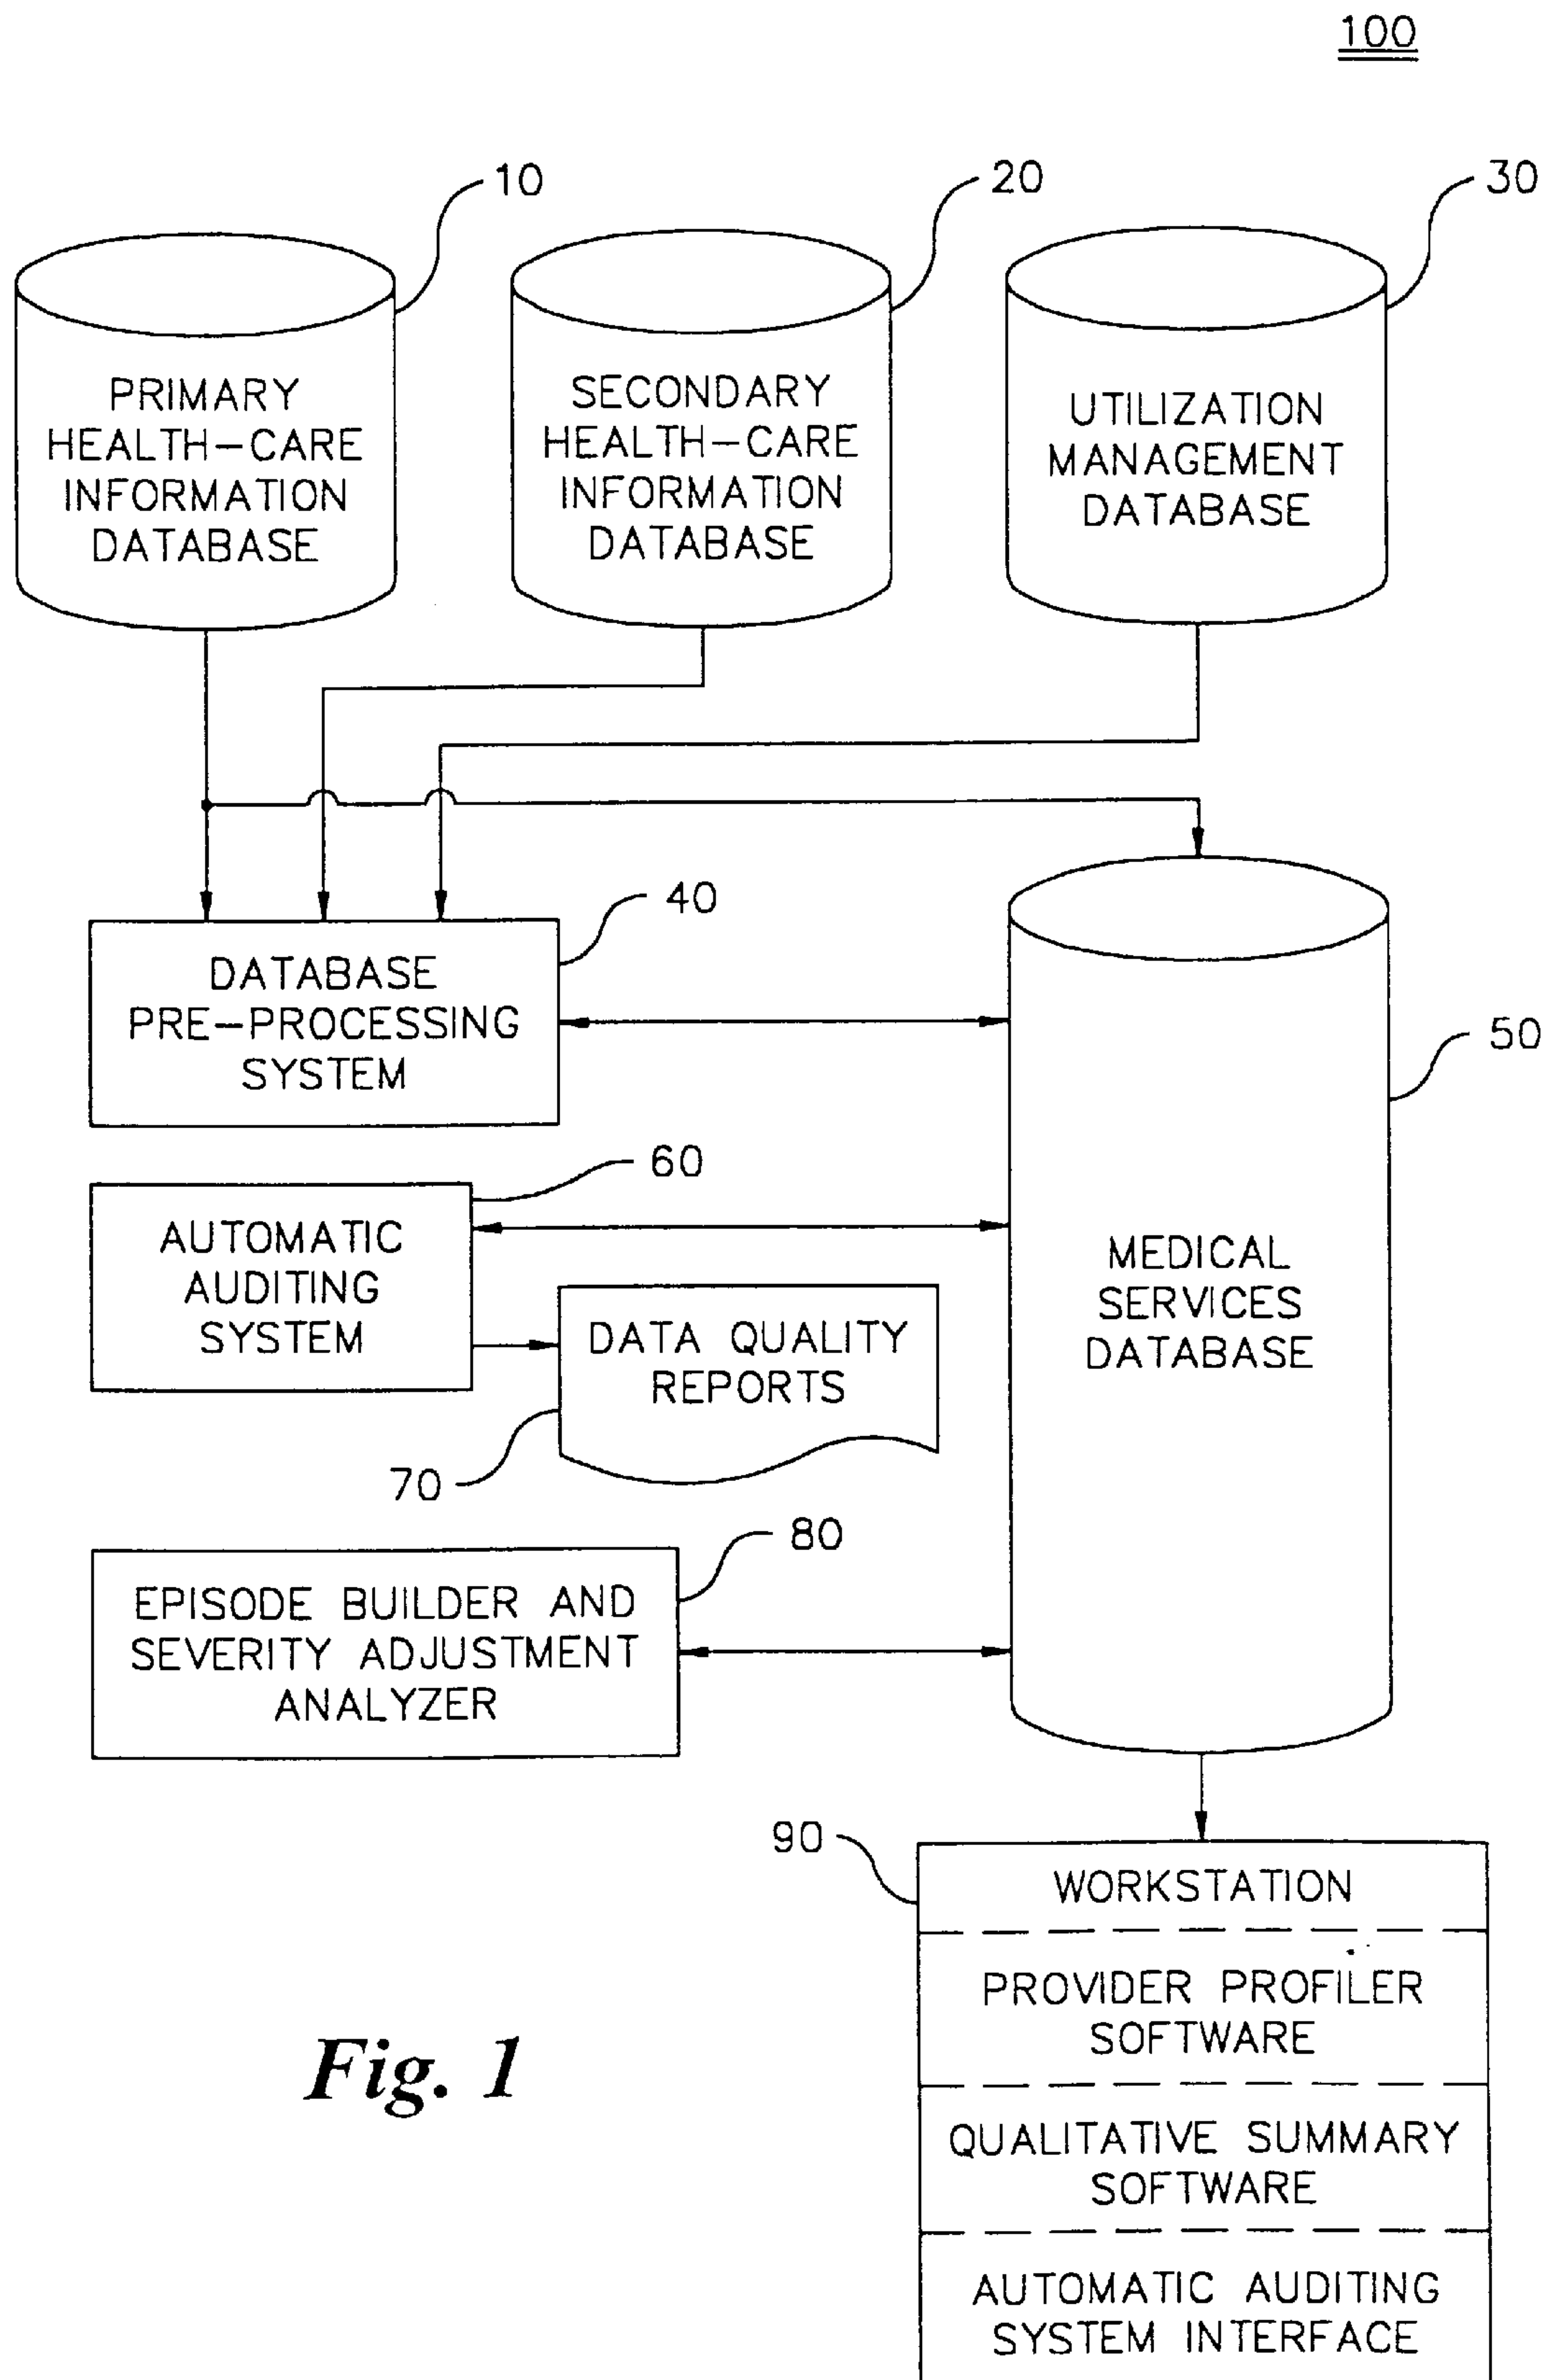 100
10
20
30
PRIMARY
HEALTH-CARE
INFORMATION
DATABASE
SECONDARY
HEALTH-CARE
INFORMATION
DATABASE
UTILIZATION
MANAGEMENT
DATABASE
40
DATABASE
PRE-PROCESSING
SYSTEM
50
60
AUTOMATIC
AUDITING
SYSTEM
MEDICAL
SERVICES
DATABASE
DATA QUALITY
REPORTS
70
80
EPISODE BUILDER AND
SEVERITY ADJUSTMENT
ANALYZER
90
WORKSTATION
PROVIDER PROFILER
SOFTWARE
QUALITATIVE SUMMARY
SOFTWARE
AUTOMATIC AUDITING
SYSTEM INTERFACE
Fig. 1